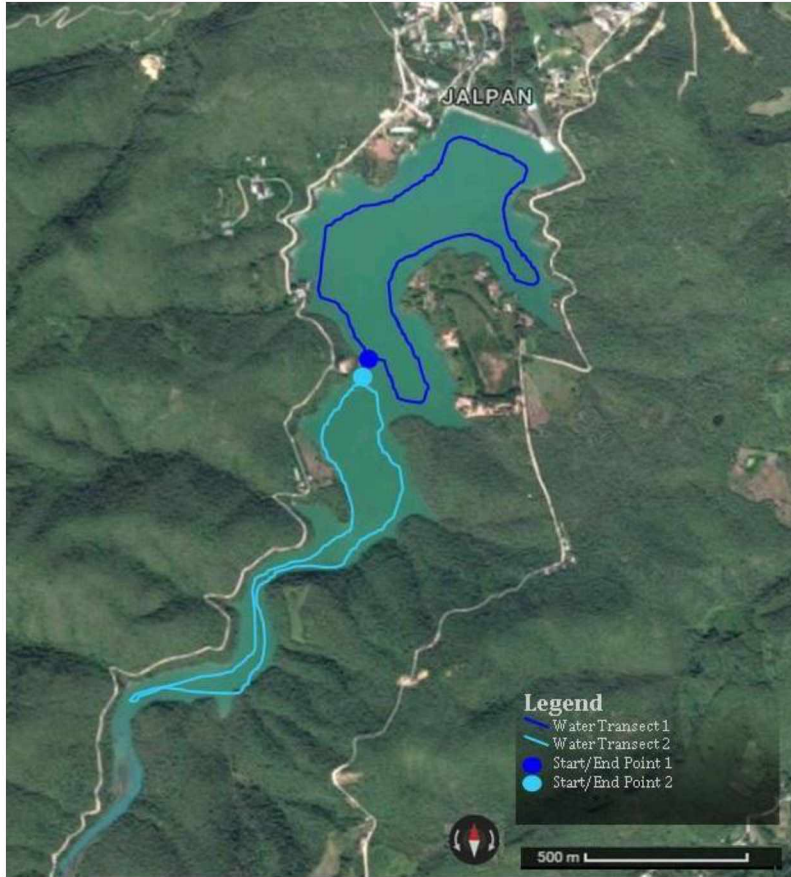 JALPAN
Legend
Water Transect 1
Water Transect 2
Start/End Point 1
Start/End Point 2
500 m